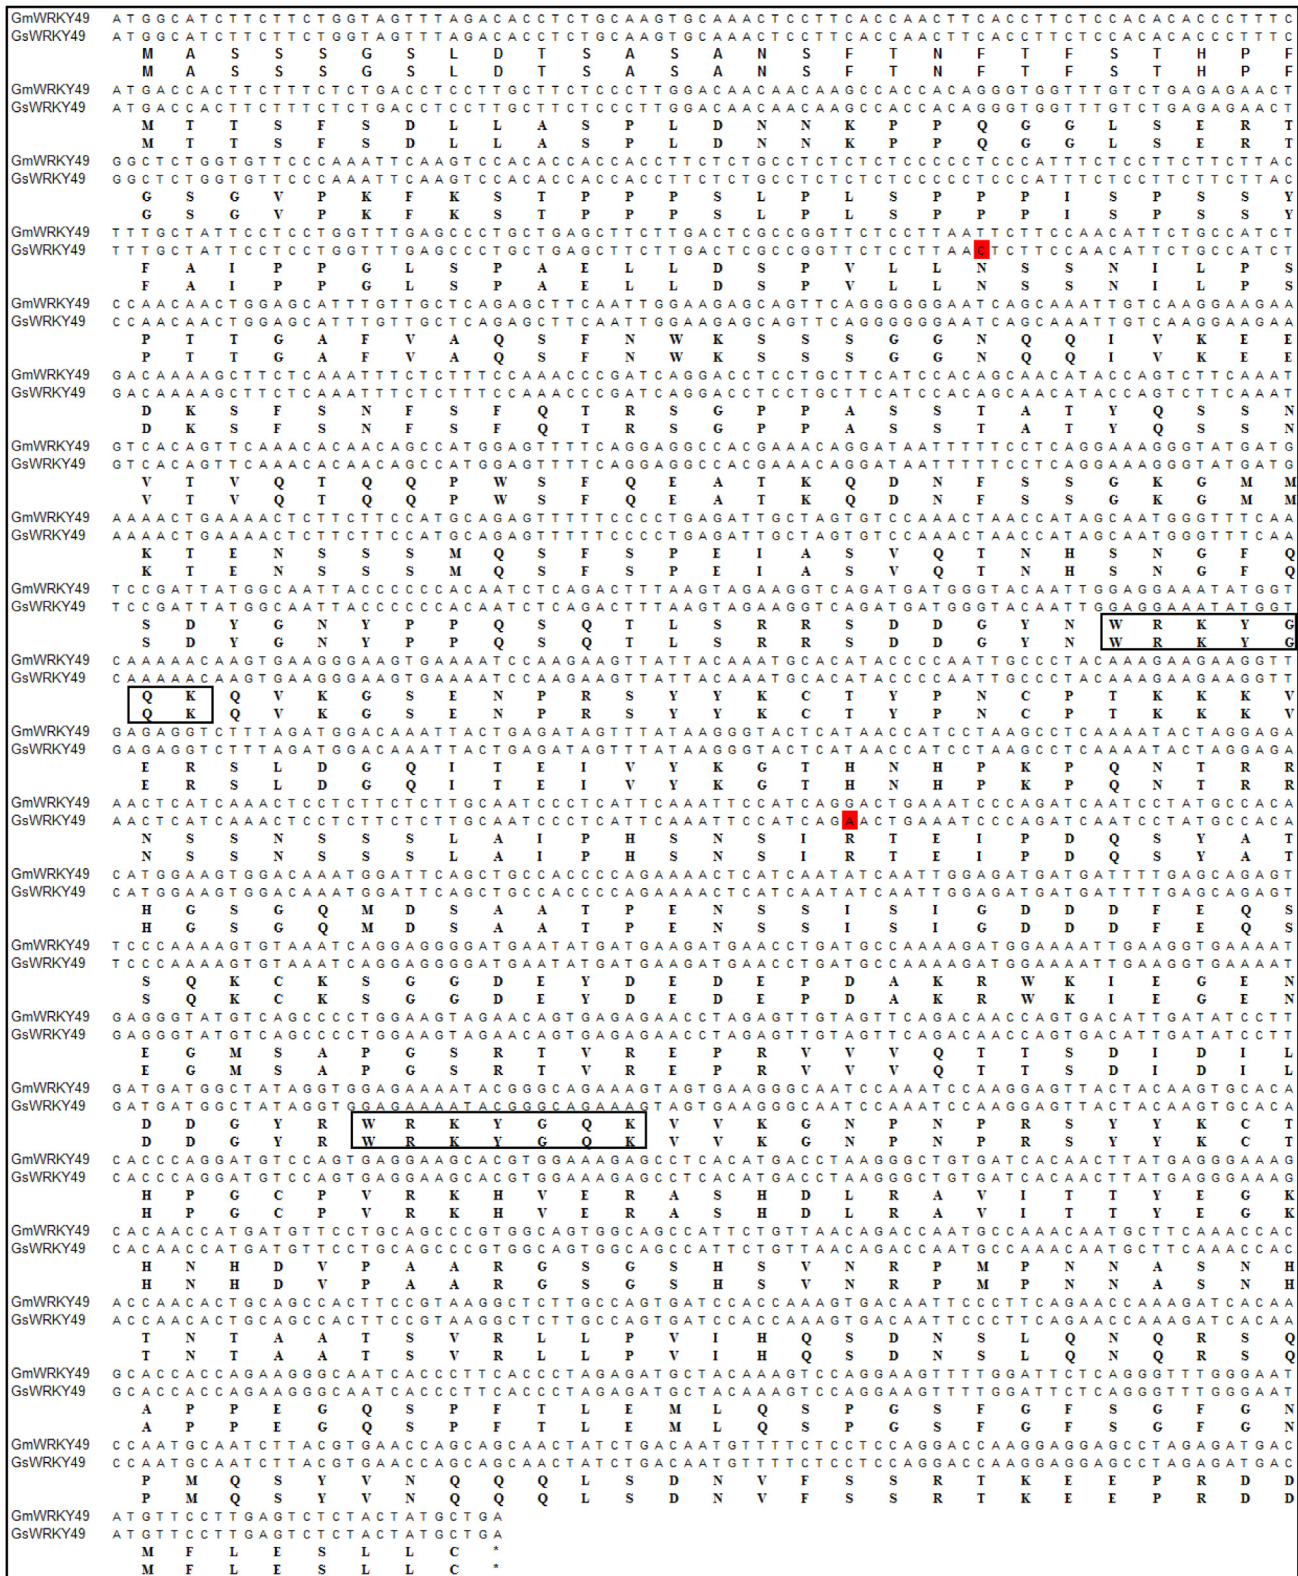 GmWRKY49 ATGGCATCTTCTTCTGGTAGTTTAGACACCTCTGCAAGTGCAAACTCCTTCACCAACTTCACCTTCTCCACACACCCTTTC
GsWRKY49 ATGGCATCTTCTTCTGGTAGTTTAGACACCTCTGCAAGTGCAAACTCCTTCACCAACTTCACCTTCTCCACACACCCTTTC
M A S S S G S L D T S A S A N S F T N F T F S T H P F
M A S S S G S L D T S A S A N S F T N F T F S T H P F
GmWRKY49 ATGACCACTTCTTTCTCTGACCTCCTTGCTTCTCCCTTGGACAACAACAAGCCACCACAGGGTGGTTTGTCTGAGAGAACT
GsWRKY49 ATGACCACTTCTTTCTCTGACCTCCTTGCTTCTCCCTTGGACAACAACAAGCCACCACAGGGTGGTTTGTCTGAGAGAACT
M T T S F S D L L A S P L D N N K P P Q G G L S E R T
M T T S F S D L L A S P L D N N K P P Q G G L S E R T
GmWRKY49 GGCTCTGGTGTTCCCAAATTCAAGTCCACACCACCACCTTCTCTGCCTCTCTCTCCCCCTCCCATTTCTCCTTCTTCTTAC
GsWRKY49 GGCTCTGGTGTTCCCAAATTCAAGTCCACACCACCACCTTCTCTGCCTCTCTCTCCCCCTCCCATTTCTCCTTCTTCTTAC
G S G V P K F K S T P P P S L P L S P P P I S P S S Y
G S G V P K F K S T P P P S L P L S P P P I S P S S Y
GmWRKY49 TTTGCTATTCCTCCTGGTTTGAGCCCTGCTGAGCTTCTTGACTCGCCGGTTCTCCTTAATTCTTCCAACATTCTGCCATCT
GsWRKY49 TTTGCTATTCCTCCTGGTTTGAGCCCTGCTGAGCTTCTTGACTCGCCGGTTCTCCTTAACTCTTCCAACATTCTGCCATCT
F A I P P G L S P A E L L D S P V L L N S S N I L P S
F A I P P G L S P A E L L D S P V L L N S S N I L P S
GmWRKY49 CCAACAACTGGAGCATTTGTTGCTCAGAGCTTCAATTGGAAGAGCAGTTCAGGGGGGAATCAGCAAATTGTCAAGGAAGAA
GsWRKY49 CCAACAACTGGAGCATTTGTTGCTCAGAGCTTCAATTGGAAGAGCAGTTCAGGGGGGAATCAGCAAATTGTCAAGGAAGAA
P T T G A F V A Q S F N W K S S S G G N Q Q I V K E E
P T T G A F V A Q S F N W K S S S G G N Q Q I V K E E
GmWRKY49 GACAAAAGCTTCTCAAATTTCTCTTTCCAAACCCGATCAGGACCTCCTGCTTCATCCACAGCAACATACCAGTCTTCAAAT
GsWRKY49 GACAAAAGCTTCTCAAATTTCTCTTTCCAAACCCGATCAGGACCTCCTGCTTCATCCACAGCAACATACCAGTCTTCAAAT
D K S F S N F S F Q T R S G P P A S S T A T Y Q S S N
D K S F S N F S F Q T R S G P P A S S T A T Y Q S S N
GmWRKY49 GTCACAGTTCAAACACAACAGCCATGGAGTTTTCAGGAGGCCACGAAACAGGATAATTTTTCCTCAGGAAAGGGTATGATG
GsWRKY49 GTCACAGTTCAAACACAACAGCCATGGAGTTTTCAGGAGGCCACGAAACAGGATAATTTTTCCTCAGGAAAGGGTATGATG
V T V Q T Q Q P W S F Q E A T K Q D N F S S G K G M M
V T V Q T Q Q P W S F Q E A T K Q D N F S S G K G M M
GmWRKY49 AAAACTGAAAACTCTTCTTCCATGCAGAGTTTTTCCCCTGAGATTGCTAGTGTCCAAACTAACCATAGCAATGGGTTTCAA
GsWRKY49 AAAACTGAAAACTCTTCTTCCATGCAGAGTTTTTCCCCTGAGATTGCTAGTGTCCAAACTAACCATAGCAATGGGTTTCAA
K T E N S S S M Q S F S P E I A S V Q T N H S N G F Q
K T E N S S S M Q S F S P E I A S V Q T N H S N G F Q
GmWRKY49 TCCGATTATGGCAATTACCCCCCACAATCTCAGACTTTAAGTAGAAGGTCAGATGATGGGTACAATTGGAGGAAATATGGT
GsWRKY49 TCCGATTATGGCAATTACCCCCCACAATCTCAGACTTTAAGTAGAAGGTCAGATGATGGGTACAATTGGAGGAAATATGGT
S D Y G N Y P P Q S Q T L S R R S D D G Y N W R K Y G
S D Y G N Y P P Q S Q T L S R R S D D G Y N W R K Y G
GmWRKY49 CAAAAACAAGTGAAGGGAAGTGAAAATCCAAGAAGTTATTACAAATGCACATACCCCAATTGCCCTACAAAGAAGAAGGTT
GsWRKY49 CAAAAACAAGTGAAGGGAAGTGAAAATCCAAGAAGTTATTACAAATGCACATACCCCAATTGCCCTACAAAGAAGAAGGTT
Q K Q V K G S E N P R S Y Y K C T Y P N C P T K K K V
Q K Q V K G S E N P R S Y Y K C T Y P N C P T K K K V
GmWRKY49 GAGAGGTCTTTAGATGGACAAATTACTGAGATAGTTTATAAGGGTACTCATAACCATCCTAAGCCTCAAAATACTAGGAGA
GsWRKY49 GAGAGGTCTTTAGATGGACAAATTACTGAGATAGTTTATAAGGGTACTCATAACCATCCTAAGCCTCAAAATACTAGGAGA
E R S L D G Q I T E I V Y K G T H N H P K P Q N T R R
E R S L D G Q I T E I V Y K G T H N H P K P Q N T R R
GmWRKY49 AACTCATCAAACTCCTCTTCTCTTGCAATCCCTCATTCAAATTCCATCAGGACTGAAATCCCAGATCAATCCTATGCCACA
GsWRKY49 AACTCATCAAACTCCTCTTCTCTTGCAATCCCTCATTCAAATTCCATCAGAACTGAAATCCCAGATCAATCCTATGCCACA
N S S N S S S L A I P H S N S I R T E I P D Q S Y A T
N S S N S S S L A I P H S N S I R T E I P D Q S Y A T
GmWRKY49 CATGGAAGTGGACAAATGGATTCAGCTGCCACCCCAGAAAACTCATCAATATCAATTGGAGATGATGATTTTGAGCAGAGT
GsWRKY49 CATGGAAGTGGACAAATGGATTCAGCTGCCACCCCAGAAAACTCATCAATATCAATTGGAGATGATGATTTTGAGCAGAGT
H G S G Q M D S A A T P E N S S I S I G D D D F E Q S
H G S G Q M D S A A T P E N S S I S I G D D D F E Q S
GmWRKY49 TCCCAAAAGTGTAAATCAGGAGGGGATGAATATGATGAAGATGAACCTGATGCCAAAAGATGGAAAATTGAAGGTGAAAAT
GsWRKY49 TCCCAAAAGTGTAAATCAGGAGGGGATGAATATGATGAAGATGAACCTGATGCCAAAAGATGGAAAATTGAAGGTGAAAAT
S Q K C K S G G D E Y D E D E P D A K R W K I E G E N
S Q K C K S G G D E Y D E D E P D A K R W K I E G E N
GmWRKY49 GAGGGTATGTCAGCCCCTGGAAGTAGAACAGTGAGAGAACCTAGAGTTGTAGTTCAGACAACCAGTGACATTGATATCCTT
GsWRKY49 GAGGGTATGTCAGCCCCTGGAAGTAGAACAGTGAGAGAACCTAGAGTTGTAGTTCAGACAACCAGTGACATTGATATCCTT
E G M S A P G S R T V R E P R V V V Q T T S D I D I L
E G M S A P G S R T V R E P R V V V Q T T S D I D I L
GmWRKY49 GATGATGGCTATAGGTGGAGAAAATACGGGCAGAAAGTAGTGAAGGGCAATCCAAATCCAAGGAGTTACTACAAGTGCACA
GsWRKY49 GATGATGGCTATAGGTGGAGAAAATACGGGCAGAAAGTAGTGAAGGGCAATCCAAATCCAAGGAGTTACTACAAGTGCACA
D D G Y R W R K Y G Q K V V K G N P N P R S Y Y K C T
D D G Y R W R K Y G Q K V V K G N P N P R S Y Y K C T
GmWRKY49 CACCCAGGATGTCCAGTGAGGAAGCACGTGGAAAGAGCCTCACATGACCTAAGGGCTGTGATCACAACTTATGAGGGAAAG
GsWRKY49 CACCCAGGATGTCCAGTGAGGAAGCACGTGGAAAGAGCCTCACATGACCTAAGGGCTGTGATCACAACTTATGAGGGAAAG
H P G C P V R K H V E R A S H D L R A V I T T Y E G K
H P G C P V R K H V E R A S H D L R A V I T T Y E G K
GmWRKY49 CACAACCATGATGTTCCTGCAGCCCGTGGCAGTGGCAGCCATTCTGTTAACAGACCAATGCCAAACAATGCTTCAAACCAC
GsWRKY49 CACAACCATGATGTTCCTGCAGCCCGTGGCAGTGGCAGCCATTCTGTTAACAGACCAATGCCAAACAATGCTTCAAACCAC
H N H D V P A A R G S G S H S V N R P M P N N A S N H
H N H D V P A A R G S G S H S V N R P M P N N A S N H
GmWRKY49 ACCAACACTGCAGCCACTTCCGTAAGGCTCTTGCCAGTGATCCACCAAAGTGACAATTCCCTTCAGAACCAAAGATCACAA
GsWRKY49 ACCAACACTGCAGCCACTTCCGTAAGGCTCTTGCCAGTGATCCACCAAAGTGACAATTCCCTTCAGAACCAAAGATCACAA
T N T A A T S V R L L P V I H Q S D N S L Q N Q R S Q
T N T A A T S V R L L P V I H Q S D N S L Q N Q R S Q
GmWRKY49 GCACCACCAGAAGGGCAATCACCCTTCACCCTAGAGATGCTACAAAGTCCAGGAAGTTTTGGATTCTCAGGGTTTGGGAAT
GsWRKY49 GCACCACCAGAAGGGCAATCACCCTTCACCCTAGAGATGCTACAAAGTCCAGGAAGTTTTGGATTCTCAGGGTTTGGGAAT
A P P E G Q S P F T L E M L Q S P G S F G F S G F G N
A P P E G Q S P F T L E M L Q S P G S F G F S G F G N
GmWRKY49 CCAATGCAATCTTACGTGAACCAGCAGCAACTATCTGACAATGTTTTCTCCTCCAGGACCAAGGAGGAGCCTAGAGATGAC
GsWRKY49 CCAATGCAATCTTACGTGAACCAGCAGCAACTATCTGACAATGTTTTCTCCTCCAGGACCAAGGAGGAGCCTAGAGATGAC
P M Q S Y V N Q Q Q L S D N V F S S R T K E E P R D D
P M Q S Y V N Q Q Q L S D N V F S S R T K E E P R D D
GmWRKY49 ATGTTCCTTGAGTCTCTACTATGCTGA
GsWRKY49 ATGTTCCTTGAGTCTCTACTATGCTGA
M F L E S L L C *
M F L E S L L C *